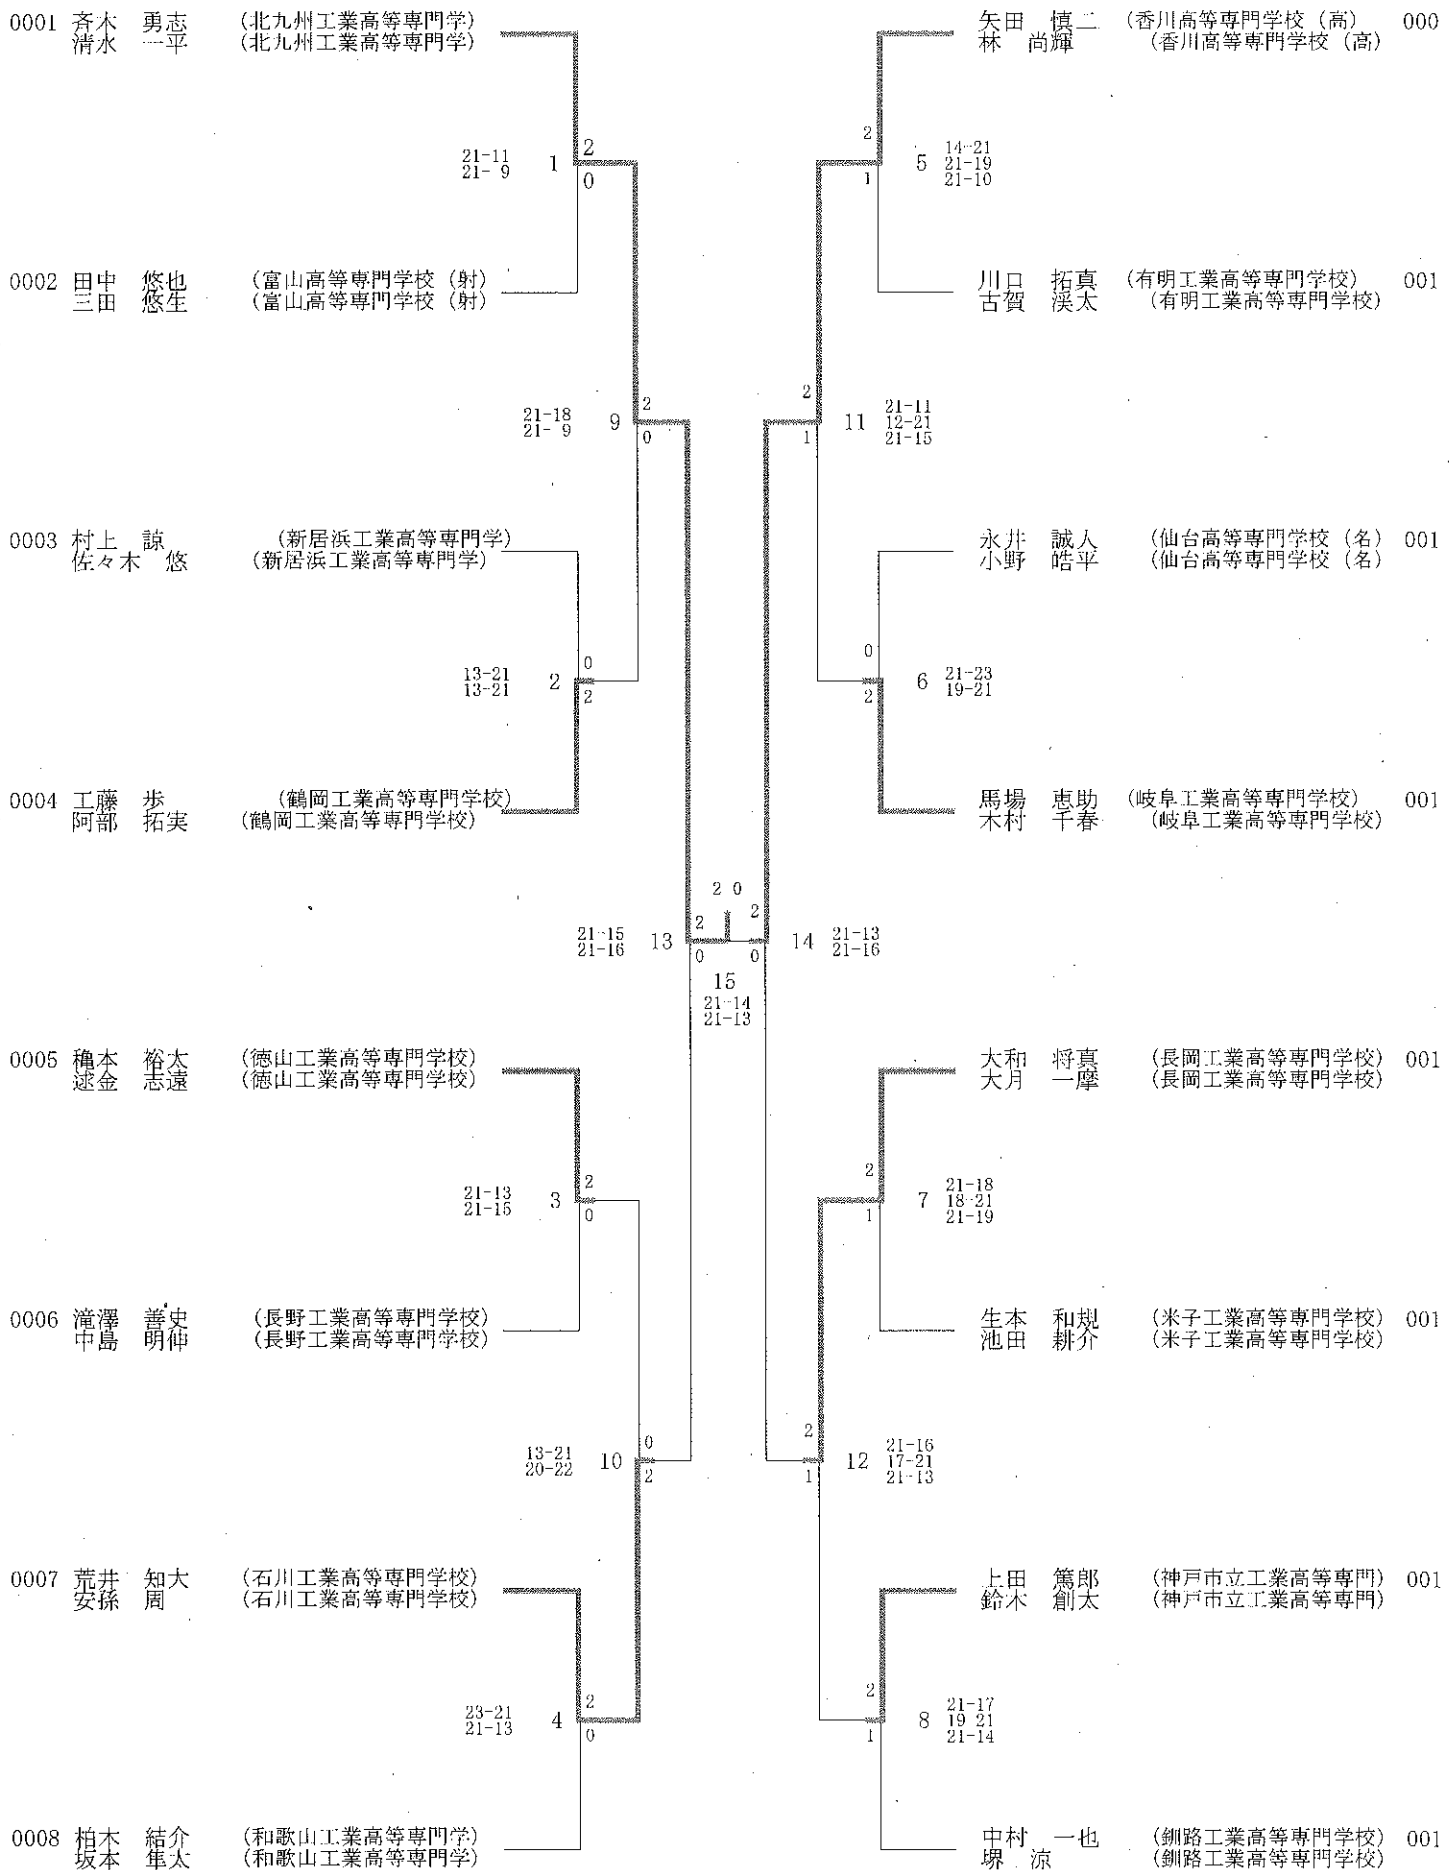 0001 斉木 勇志 (北九州工業高等専門学)
清水 一平 (北九州工業高等専門学)
矢田 慎二 (香川高等専門学校 (高) 000
林 尚輝 (香川高等専門学校 (高)
21-11
21- 9
1
2
0
2
1
5
14-21
21-19
21-10
0002 田中 悠也 (富山高等専門学校 (射)
三田 悠生 (富山高等専門学校 (射)
川口 拓真 (有明工業高等専門学校) 001
古賀 渓太 (有明工業高等専門学校)
21-18
21- 9
9
2
0
2
1
11
21-11
12-21
21-15
0003 村上 諒 (新居浜工業高等専門学)
佐々木 悠 (新居浜工業高等専門学)
永井 誠人 (仙台高等専門学校 (名) 001
小野 皓平 (仙台高等専門学校 (名)
13-21
13-21
2
0
2
0
2
6
21-23
19-21
0004 工藤 歩 (鶴岡工業高等専門学校)
阿部 拓実 (鶴岡工業高等専門学校)
馬場 恵助 (岐阜工業高等専門学校) 001
木村 千春 (岐阜工業高等専門学校)
2 0
21-15
21-16
13
2
0
2
0
14
21-13
21-16
15
21-14
21-13
0005 穐本 裕太 (徳山工業高等専門学校)
逑金 志遠 (徳山工業高等専門学校)
大和 将真 (長岡工業高等専門学校) 001
大月 一摩 (長岡工業高等専門学校)
21-13
21-15
3
2
0
2
1
7
21-18
18-21
21-19
0006 滝澤 善史 (長野工業高等専門学校)
中島 明伸 (長野工業高等専門学校)
生本 和規 (米子工業高等専門学校) 001
池田 耕介 (米子工業高等専門学校)
13-21
20-22
10
0
2
2
1
12
21-16
17-21
21-13
0007 荒井 知大 (石川工業高等専門学校)
安孫 周 (石川工業高等専門学校)
上田 篤郎 (神戸市立工業高等専門) 001
鈴木 創太 (神戸市立工業高等専門)
23-21
21-13
4
2
0
2
1
8
21-17
19-21
21-14
0008 柏木 結介 (和歌山工業高等専門学)
坂本 隼太 (和歌山工業高等専門学)
中村 一也 (釧路工業高等専門学校) 001
堺 涼 (釧路工業高等専門学校)